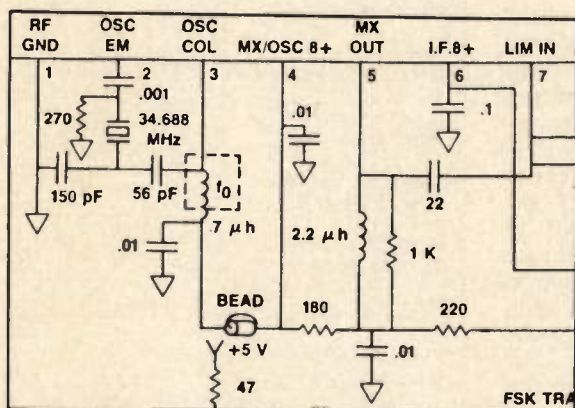 RF GND
OSC EM
OSC COL
MX/OSC 8+
MX OUT
I.F.8+
LIM IN
1
2
3
4
5
6
7
.001
270
34.688 MHz
.01
.1
150 pF
56 pF
f₀
22
.7 μh
.01
2.2 μh
1 K
BEAD
180
220
+5 V
.01
47
FSK TRA